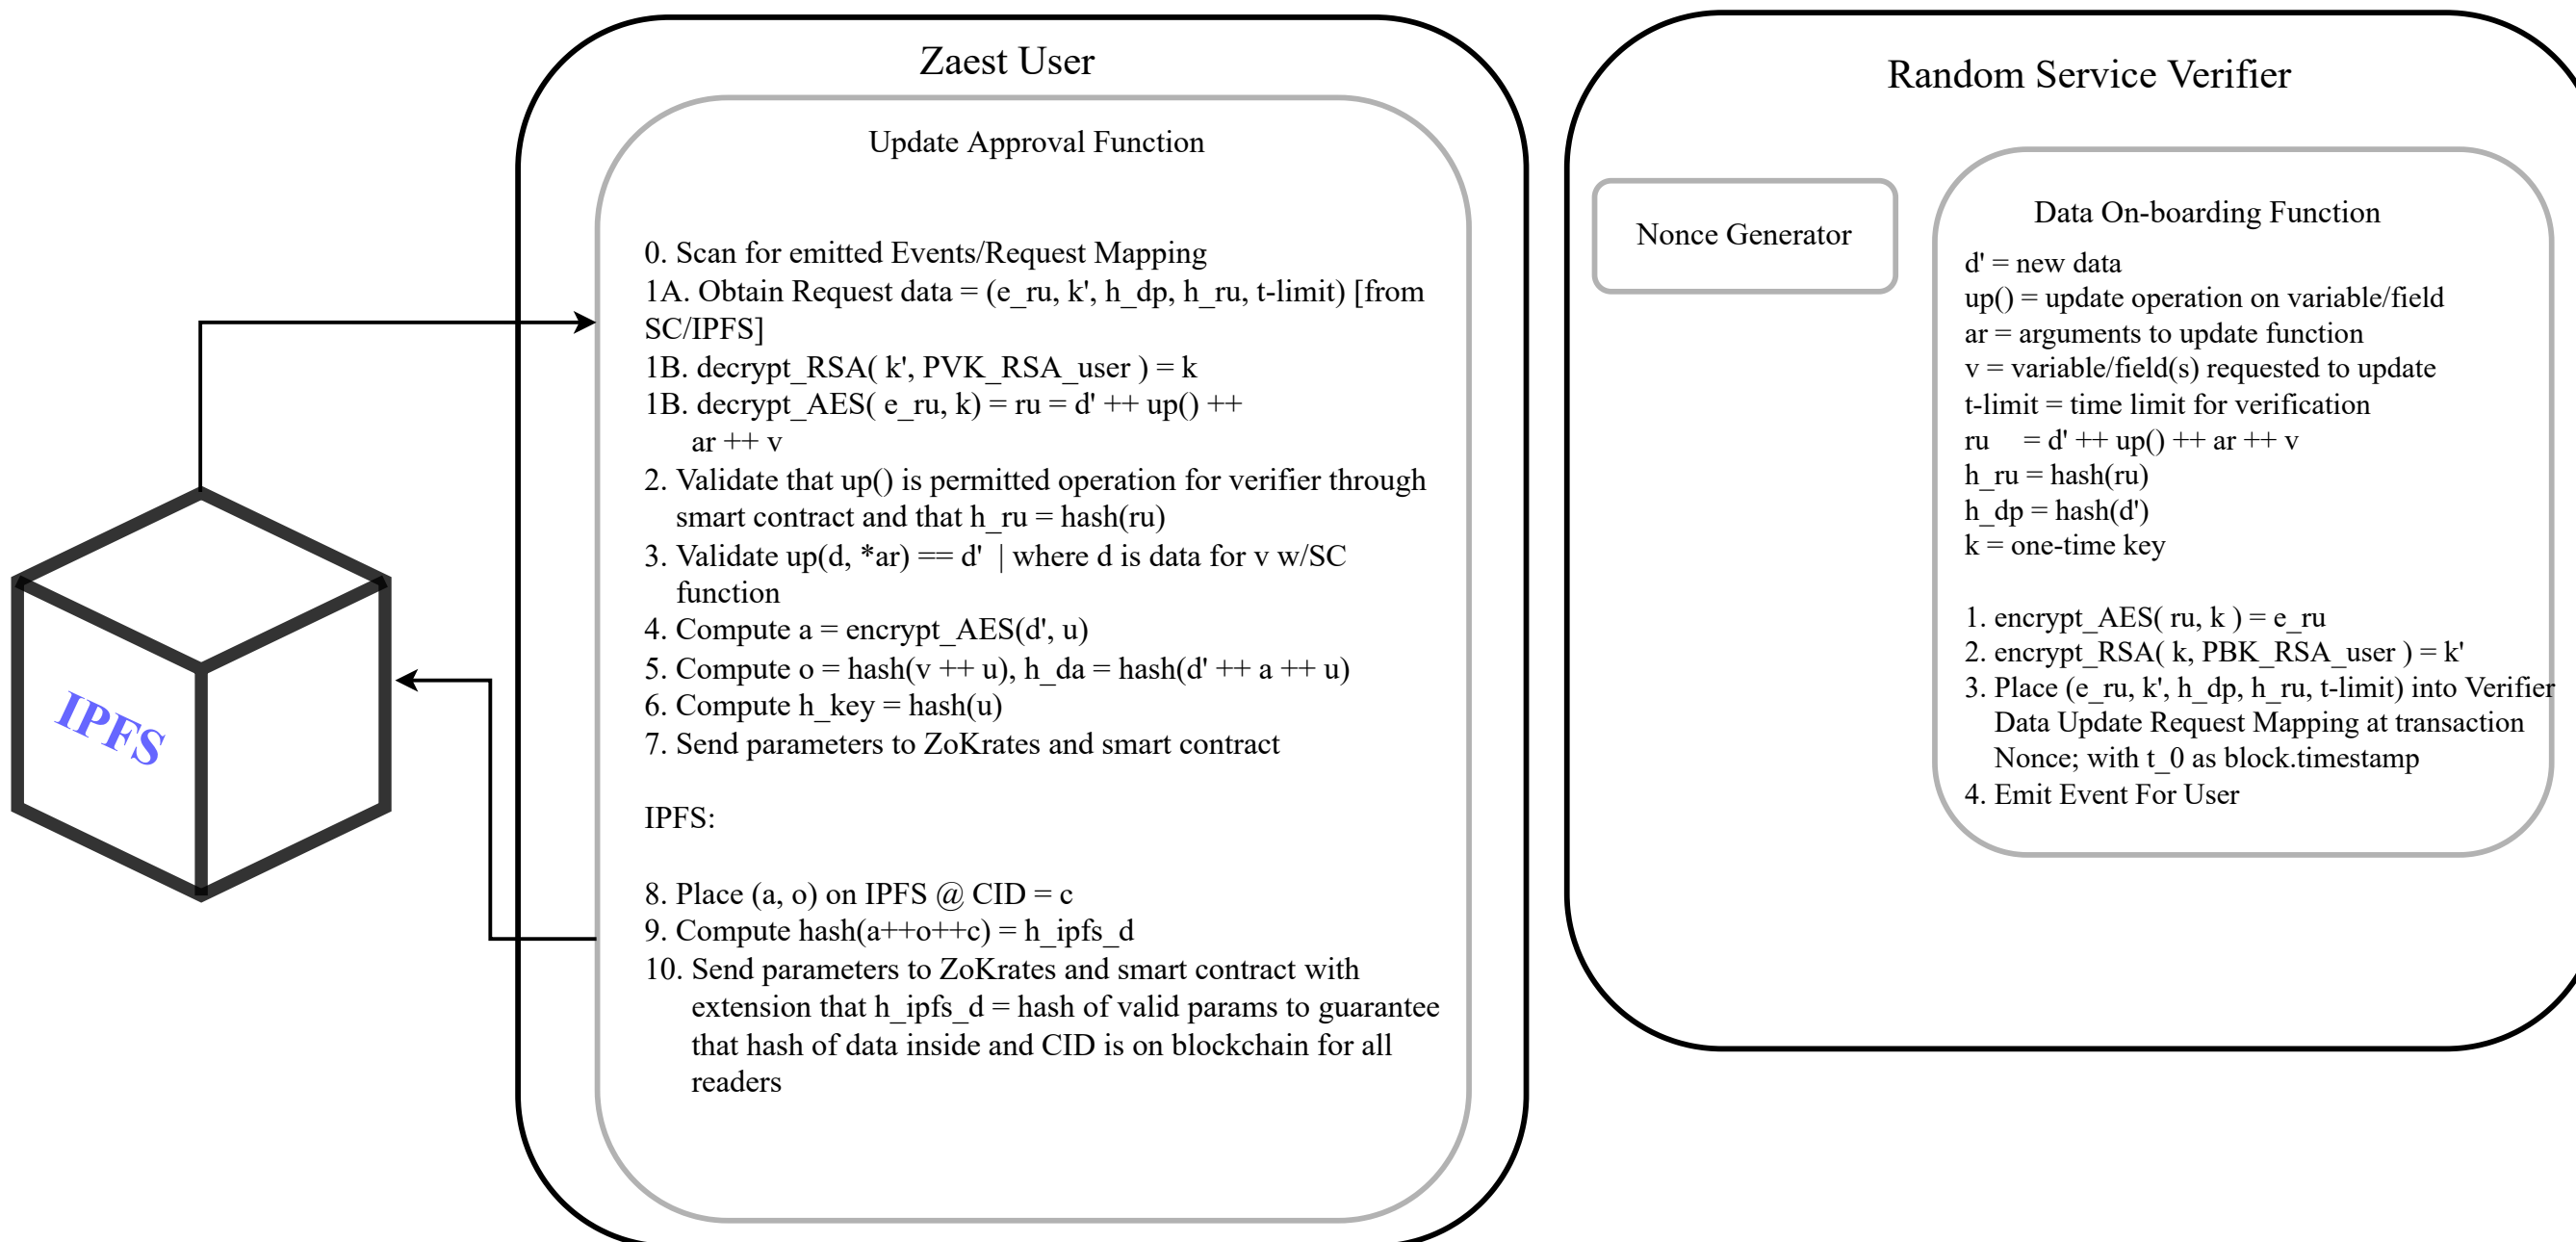 Zaest User
Update Approval Function
0. Scan for emitted Events/Request Mapping
1A. Obtain Request data = (e_ru, k', h_dp, h_ru, t-limit) [from
SC/IPFS]
1B. decrypt_RSA( k', PVK_RSA_user ) = k
1B. decrypt_AES( e_ru, k) = ru = d' ++ up() ++
ar ++ v
2. Validate that up() is permitted operation for verifier through
smart contract and that h_ru = hash(ru)
3. Validate up(d, *ar) == d'  | where d is data for v w/SC
function
4. Compute a = encrypt_AES(d', u)
5. Compute o = hash(v ++ u), h_da = hash(d' ++ a ++ u)
6. Compute h_key = hash(u)
7. Send parameters to ZoKrates and smart contract
IPFS:
8. Place (a, o) on IPFS @ CID = c
9. Compute hash(a++o++c) = h_ipfs_d
10. Send parameters to ZoKrates and smart contract with
extension that h_ipfs_d = hash of valid params to guarantee
that hash of data inside and CID is on blockchain for all
readers
IPFS
Random Service Verifier
Nonce Generator
Data On-boarding Function
d' = new data
up() = update operation on variable/field
ar = arguments to update function
v = variable/field(s) requested to update
t-limit = time limit for verification
ru = d' ++ up() ++ ar ++ v
h_ru = hash(ru)
h_dp = hash(d')
k = one-time key
1. encrypt_AES( ru, k ) = e_ru
2. encrypt_RSA( k, PBK_RSA_user ) = k'
3. Place (e_ru, k', h_dp, h_ru, t-limit) into Verifier
Data Update Request Mapping at transaction
Nonce; with t_0 as block.timestamp
4. Emit Event For User